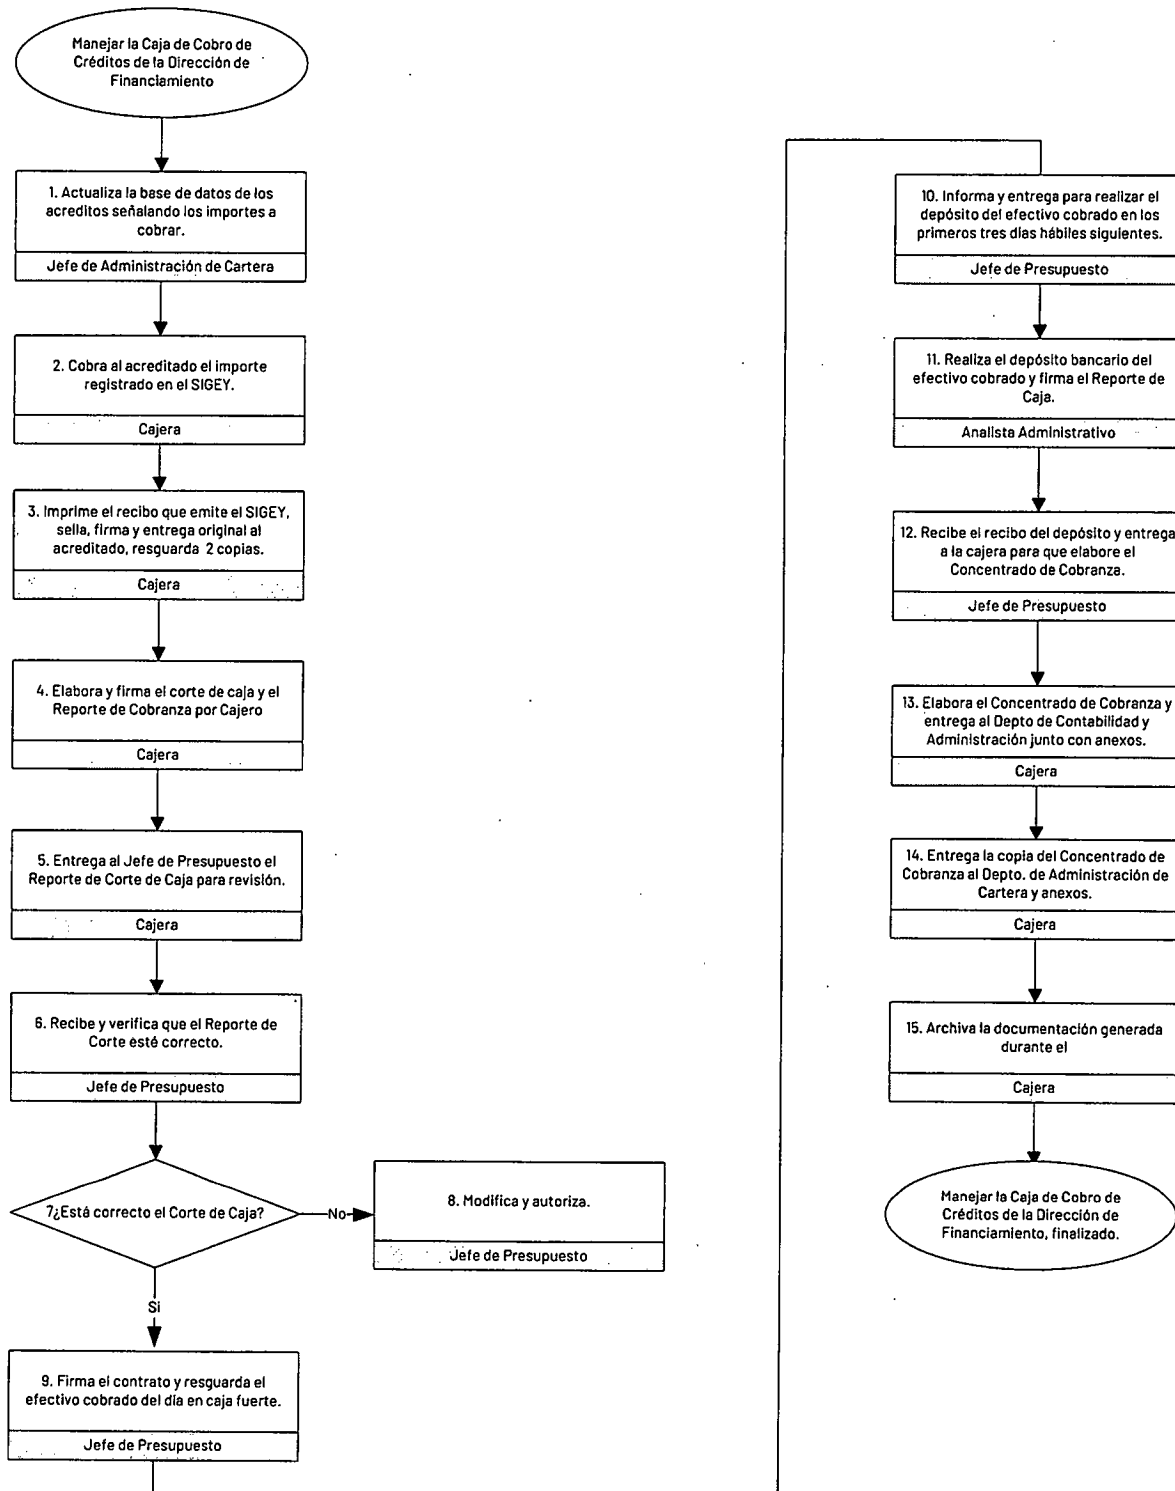 Manejar la Caja de Cobro de
Créditos de la Dirección de
Financiamiento
1. Actualiza la base de datos de los
acreditos señalando los importes a
cobrar.
Jefe de Administración de Cartera
2. Cobra al acreditado el importe
registrado en el SIGEY.
Cajera
3. Imprime el recibo que emite el SIGEY,
sella, firma y entrega original al
acreditado, resguarda 2 copias.
Cajera
4. Elabora y firma el corte de caja y el
Reporte de Cobranza por Cajero
Cajera
5. Entrega al Jefe de Presupuesto el
Reporte de Corte de Caja para revisión.
Cajera
6. Recibe y verifica que el Reporte de
Corte esté correcto.
Jefe de Presupuesto
7¿Está correcto el Corte de Caja?
No
8. Modifica y autoriza.
Jefe de Presupuesto
Si
9. Firma el contrato y resguarda el
efectivo cobrado del día en caja fuerte.
Jefe de Presupuesto
10. Informa y entrega para realizar el
depósito del efectivo cobrado en los
primeros tres días hábiles siguientes.
Jefe de Presupuesto
11. Realiza el depósito bancario del
efectivo cobrado y firma el Reporte de
Caja.
Analista Administrativo
12. Recibe el recibo del depósito y entrega
a la cajera para que elabore el
Concentrado de Cobranza.
Jefe de Presupuesto
13. Elabora el Concentrado de Cobranza y
entrega al Depto de Contabilidad y
Administración junto con anexos.
Cajera
14. Entrega la copia del Concentrado de
Cobranza al Depto. de Administración de
Cartera y anexos.
Cajera
15. Archiva la documentación generada
durante el
Cajera
Manejar la Caja de Cobro de
Créditos de la Dirección de
Financiamiento, finalizado.